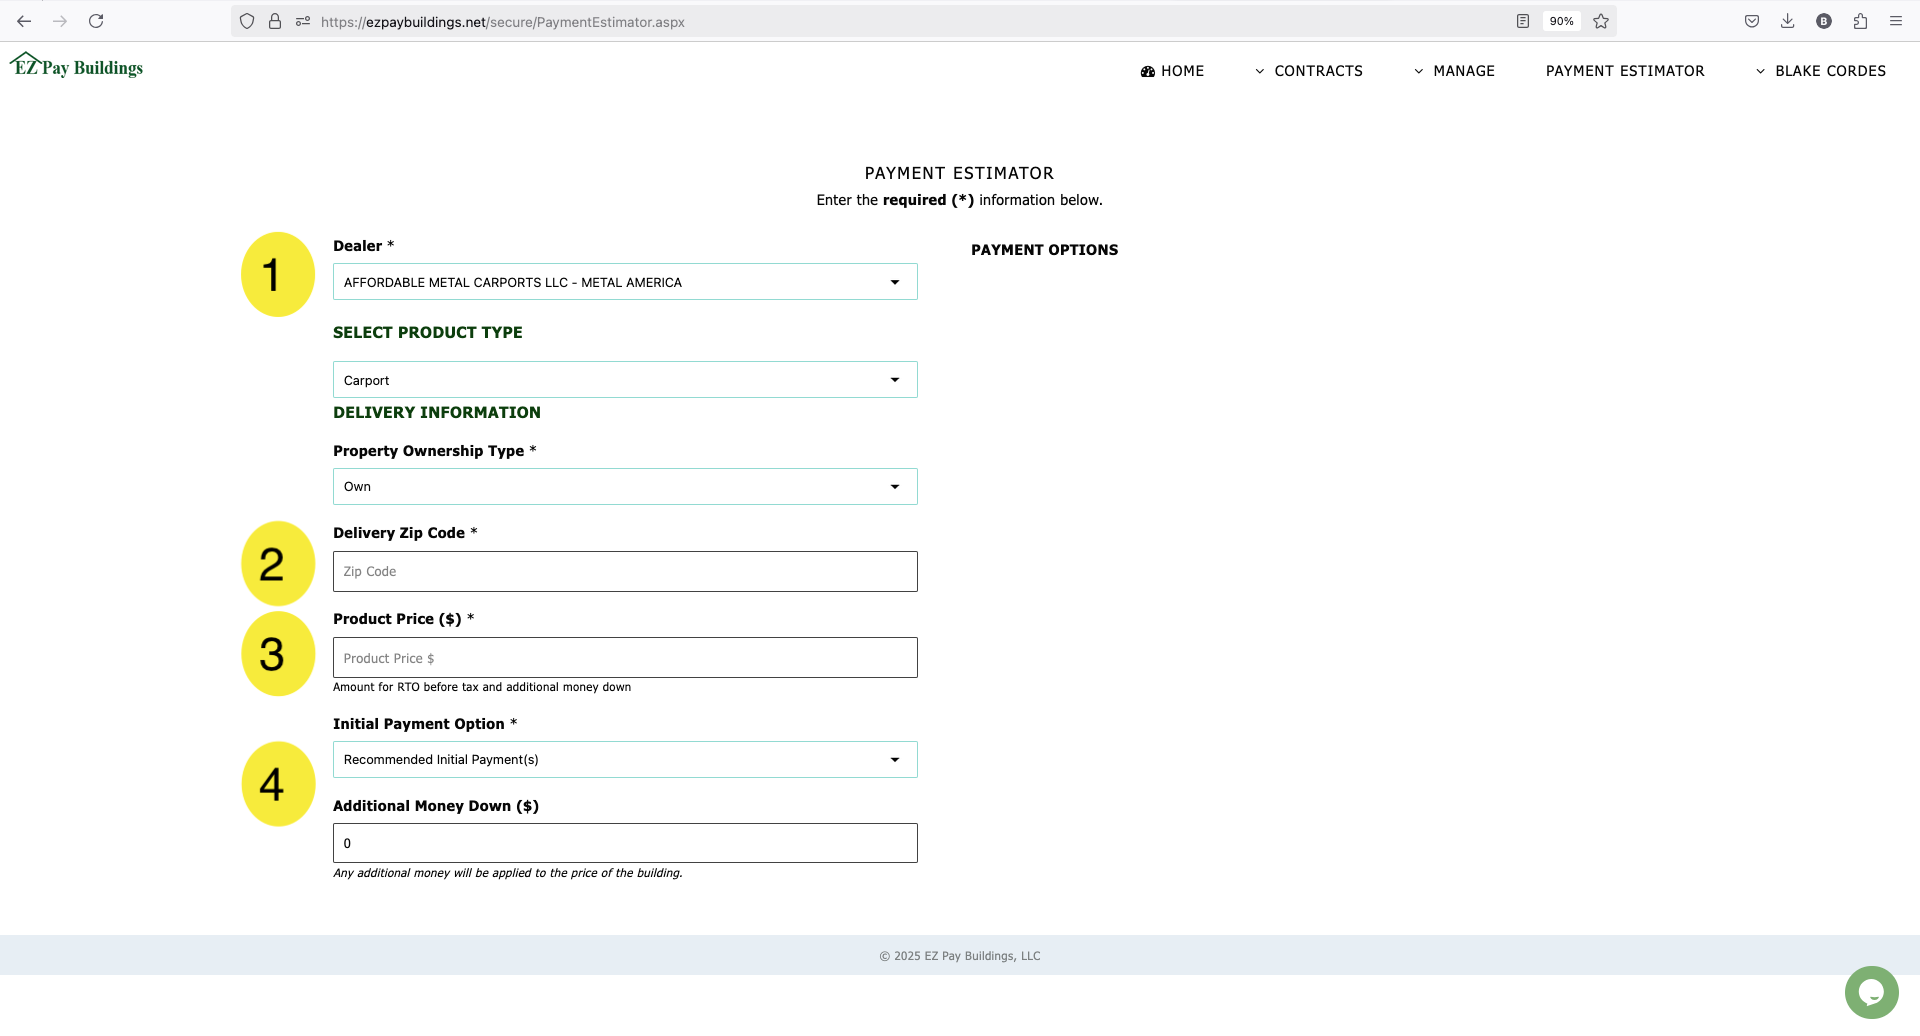 https://ezpaybuildings.net/secure/PaymentEstimator.aspx
90%
B
EZ Pay Buildings
HOME
CONTRACTS
MANAGE
PAYMENT ESTIMATOR
BLAKE CORDES
PAYMENT ESTIMATOR
Enter the required (*) information below.
1
Dealer *
AFFORDABLE METAL CARPORTS LLC - METAL AMERICA
PAYMENT OPTIONS
SELECT PRODUCT TYPE
Carport
DELIVERY INFORMATION
Property Ownership Type *
Own
2
Delivery Zip Code *
Zip Code
3
Product Price ($) *
Product Price $
Amount for RTO before tax and additional money down
Initial Payment Option *
Recommended Initial Payment(s)
4
Additional Money Down ($)
0
Any additional money will be applied to the price of the building.
© 2025 EZ Pay Buildings, LLC